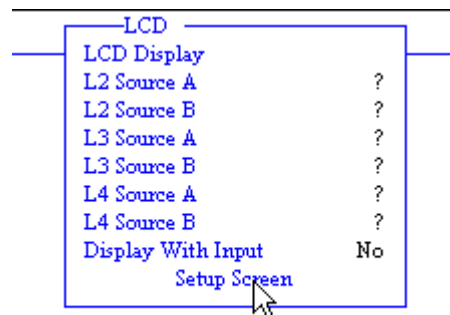 LCD
LCD Display
L2 Source A ?
L2 Source B ?
L3 Source A ?
L3 Source B ?
L4 Source A ?
L4 Source B ?
Display With Input No
Setup Screen